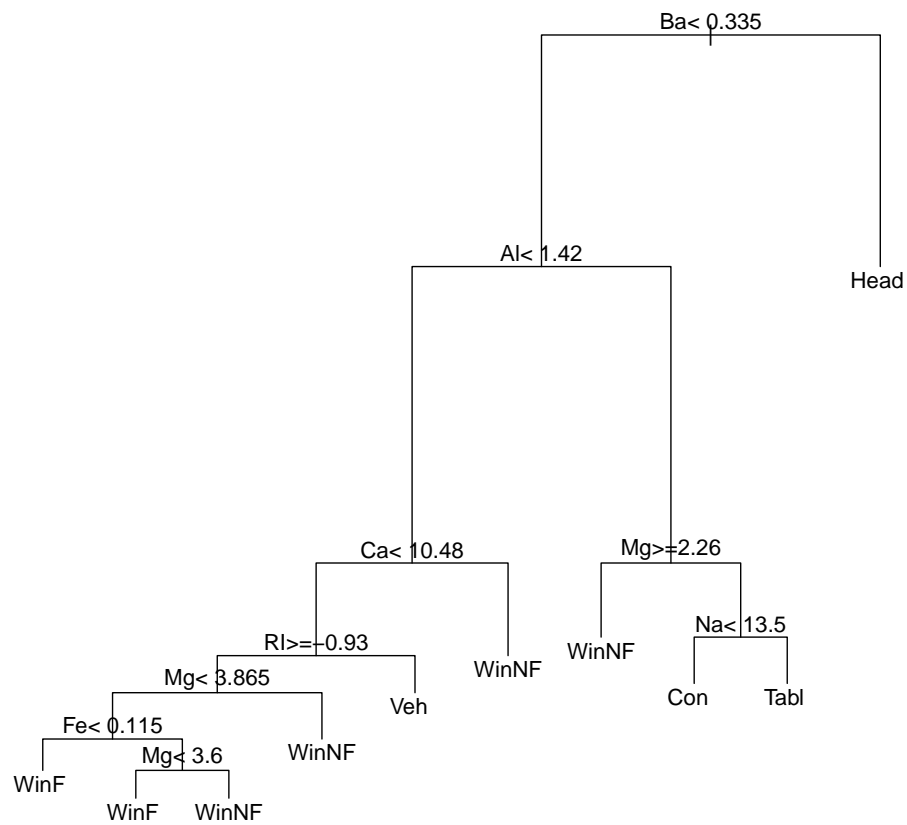 Ba< 0.335
Al< 1.42
Head
Ca< 10.48
Mg>=2.26
Na< 13.5
RI>=−0.93
WinNF
WinNF
Mg< 3.865
Veh
Con
Tabl
Fe< 0.115
WinNF
Mg< 3.6
WinF
WinF
WinNF